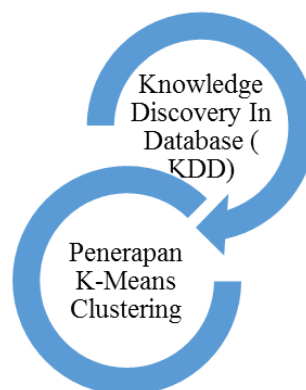 Knowledge
Discovery In
Database (
KDD)
Penerapan
K-Means
Clustering